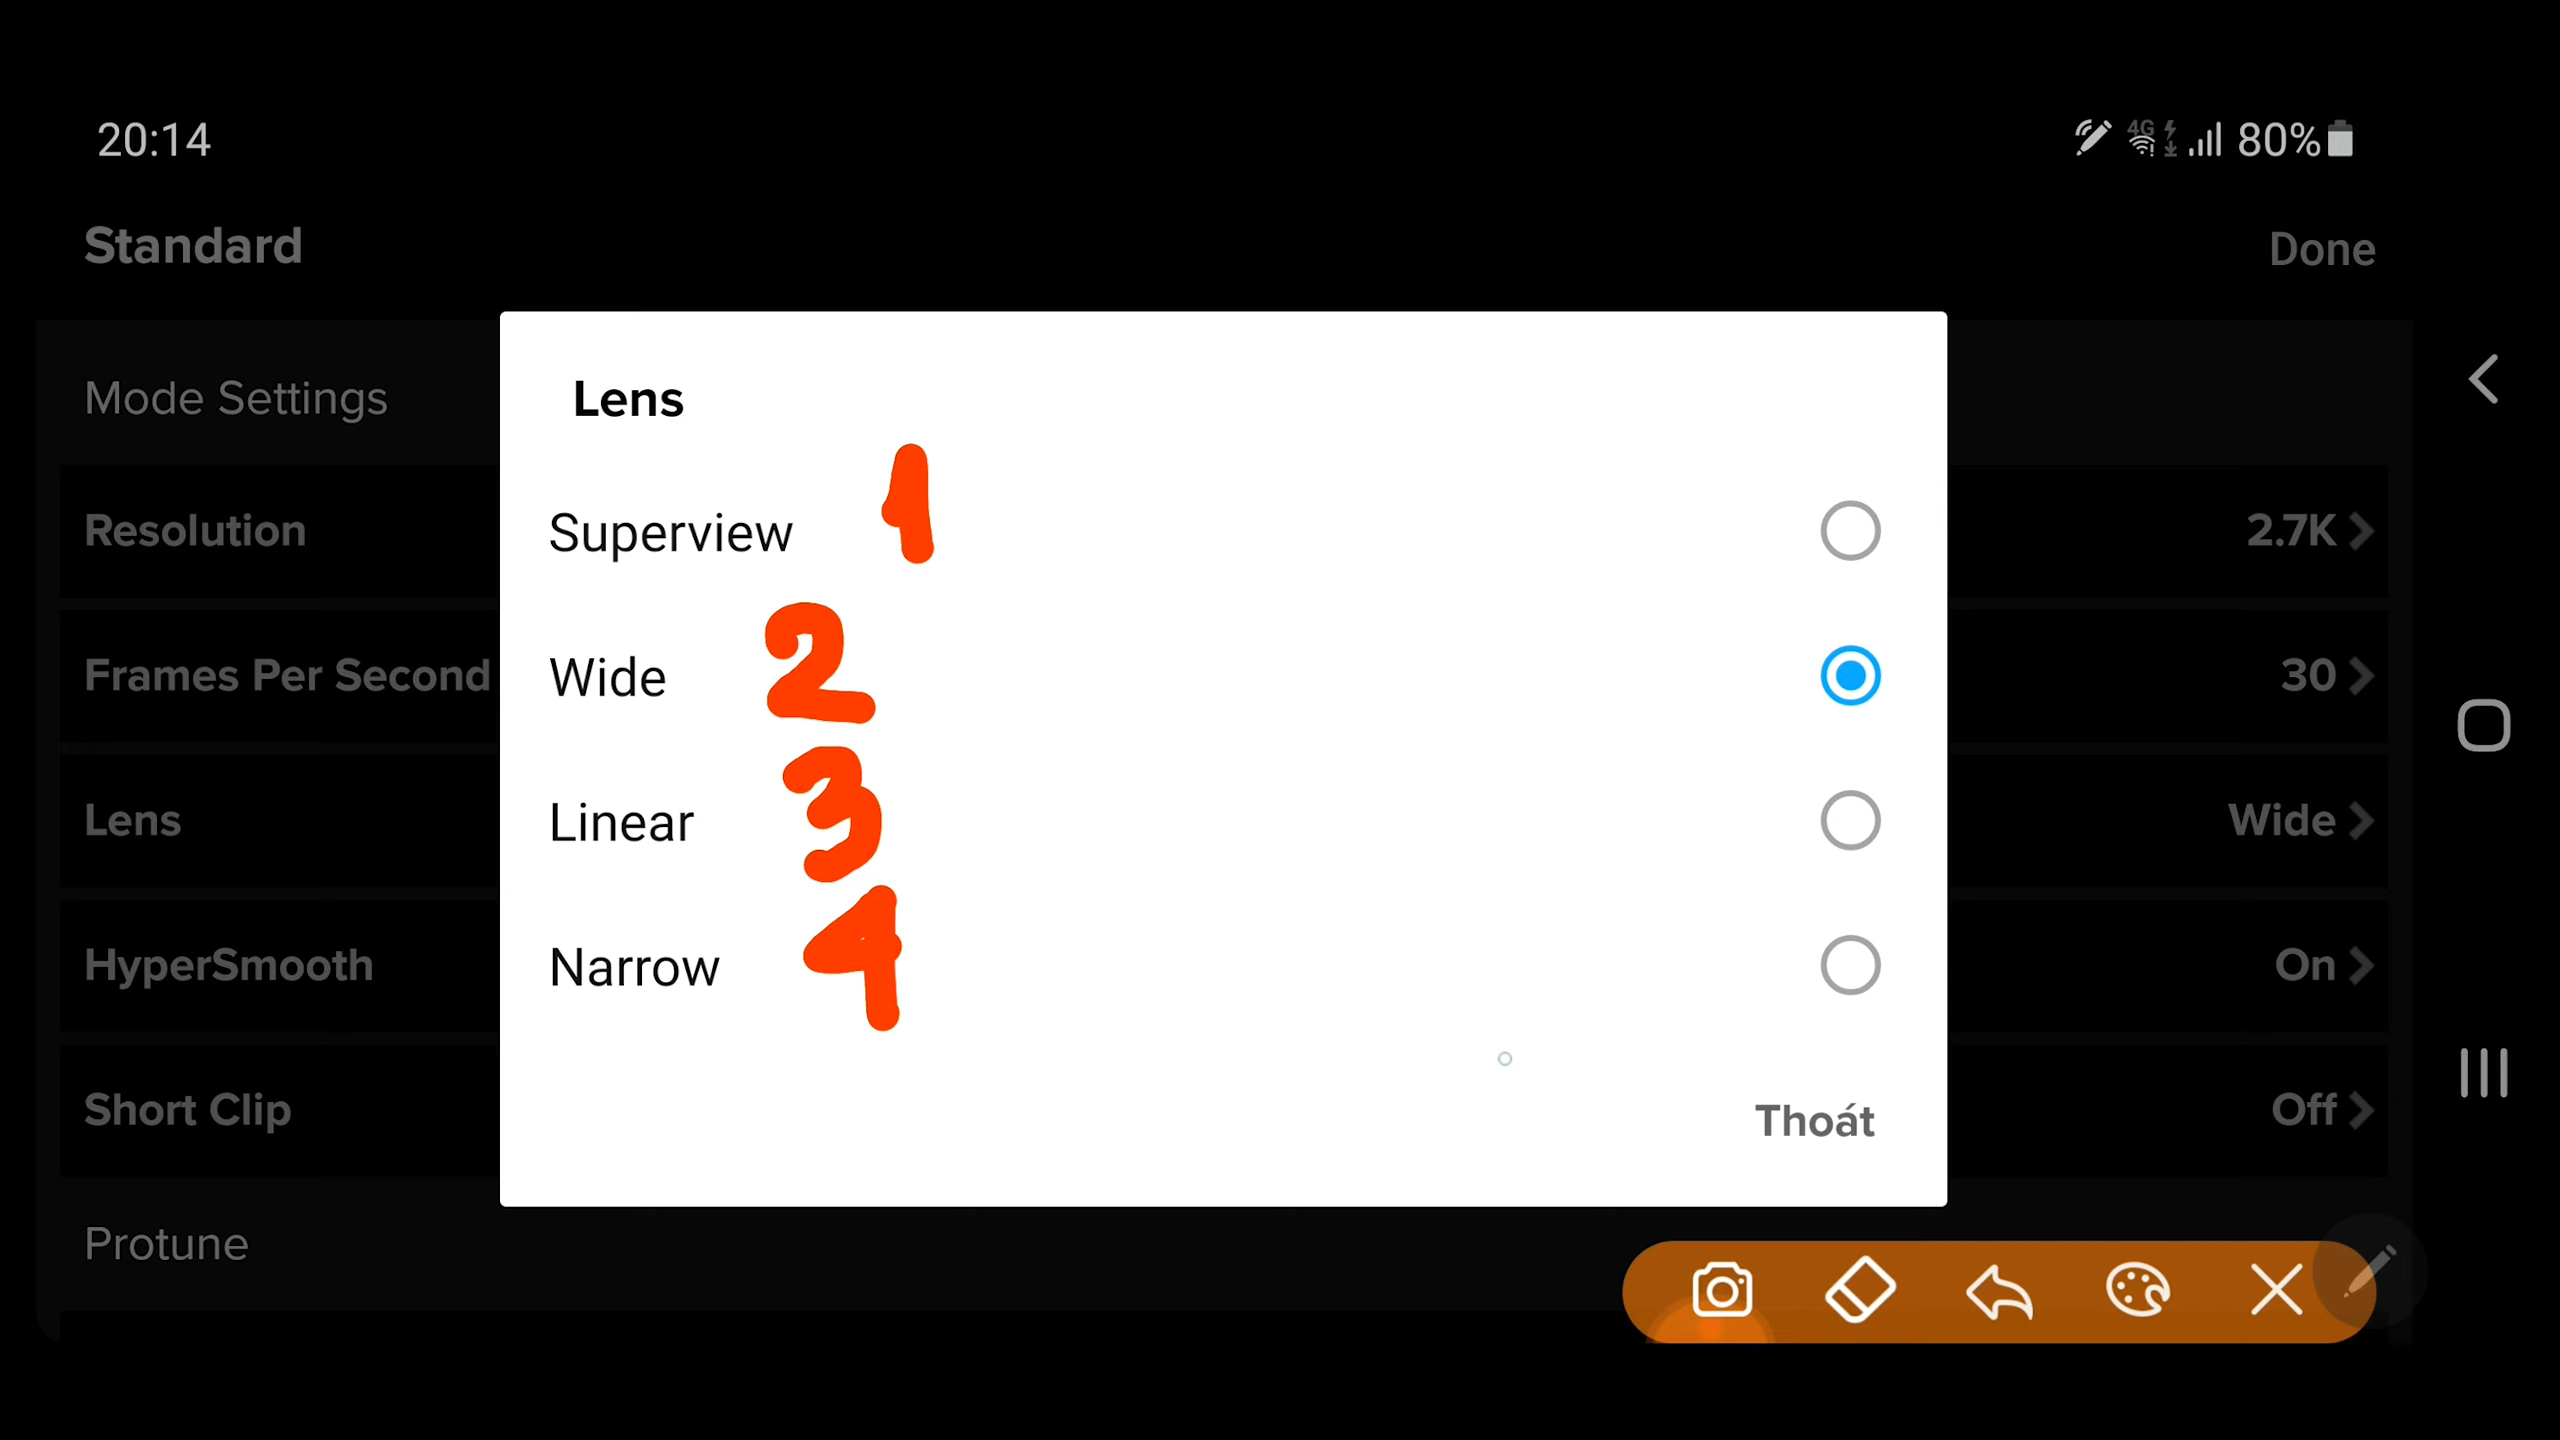 20:14
4G
80%
Standard
Done
Mode Settings
Resolution
2.7K
Frames Per Second
30
Lens
Wide
HyperSmooth
On
Short Clip
Off
Protune
Lens
Superview 1
Wide 2
Linear 3
Narrow 4
Thoát